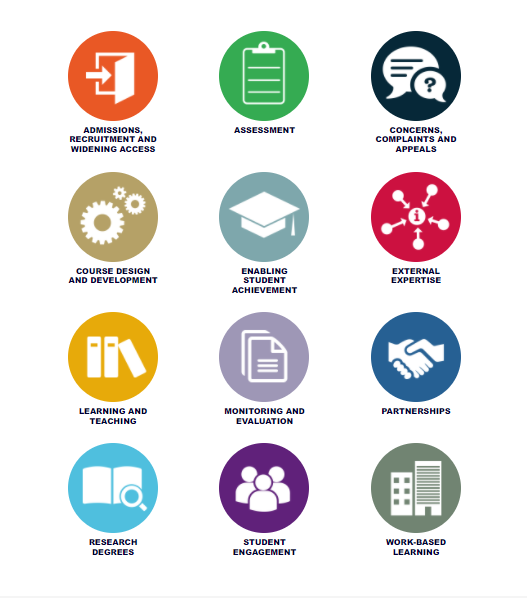 ADMISSIONS,
RECRUITMENT AND
WIDENING ACCESS
ASSESSMENT
?
CONCERNS,
COMPLAINTS AND
APPEALS
COURSE DESIGN
AND DEVELOPMENT
ENABLING
STUDENT
ACHIEVEMENT
i
EXTERNAL
EXPERTISE
LEARNING AND
TEACHING
MONITORING AND
EVALUATION
PARTNERSHIPS
RESEARCH
DEGREES
STUDENT
ENGAGEMENT
WORK-BASED
LEARNING